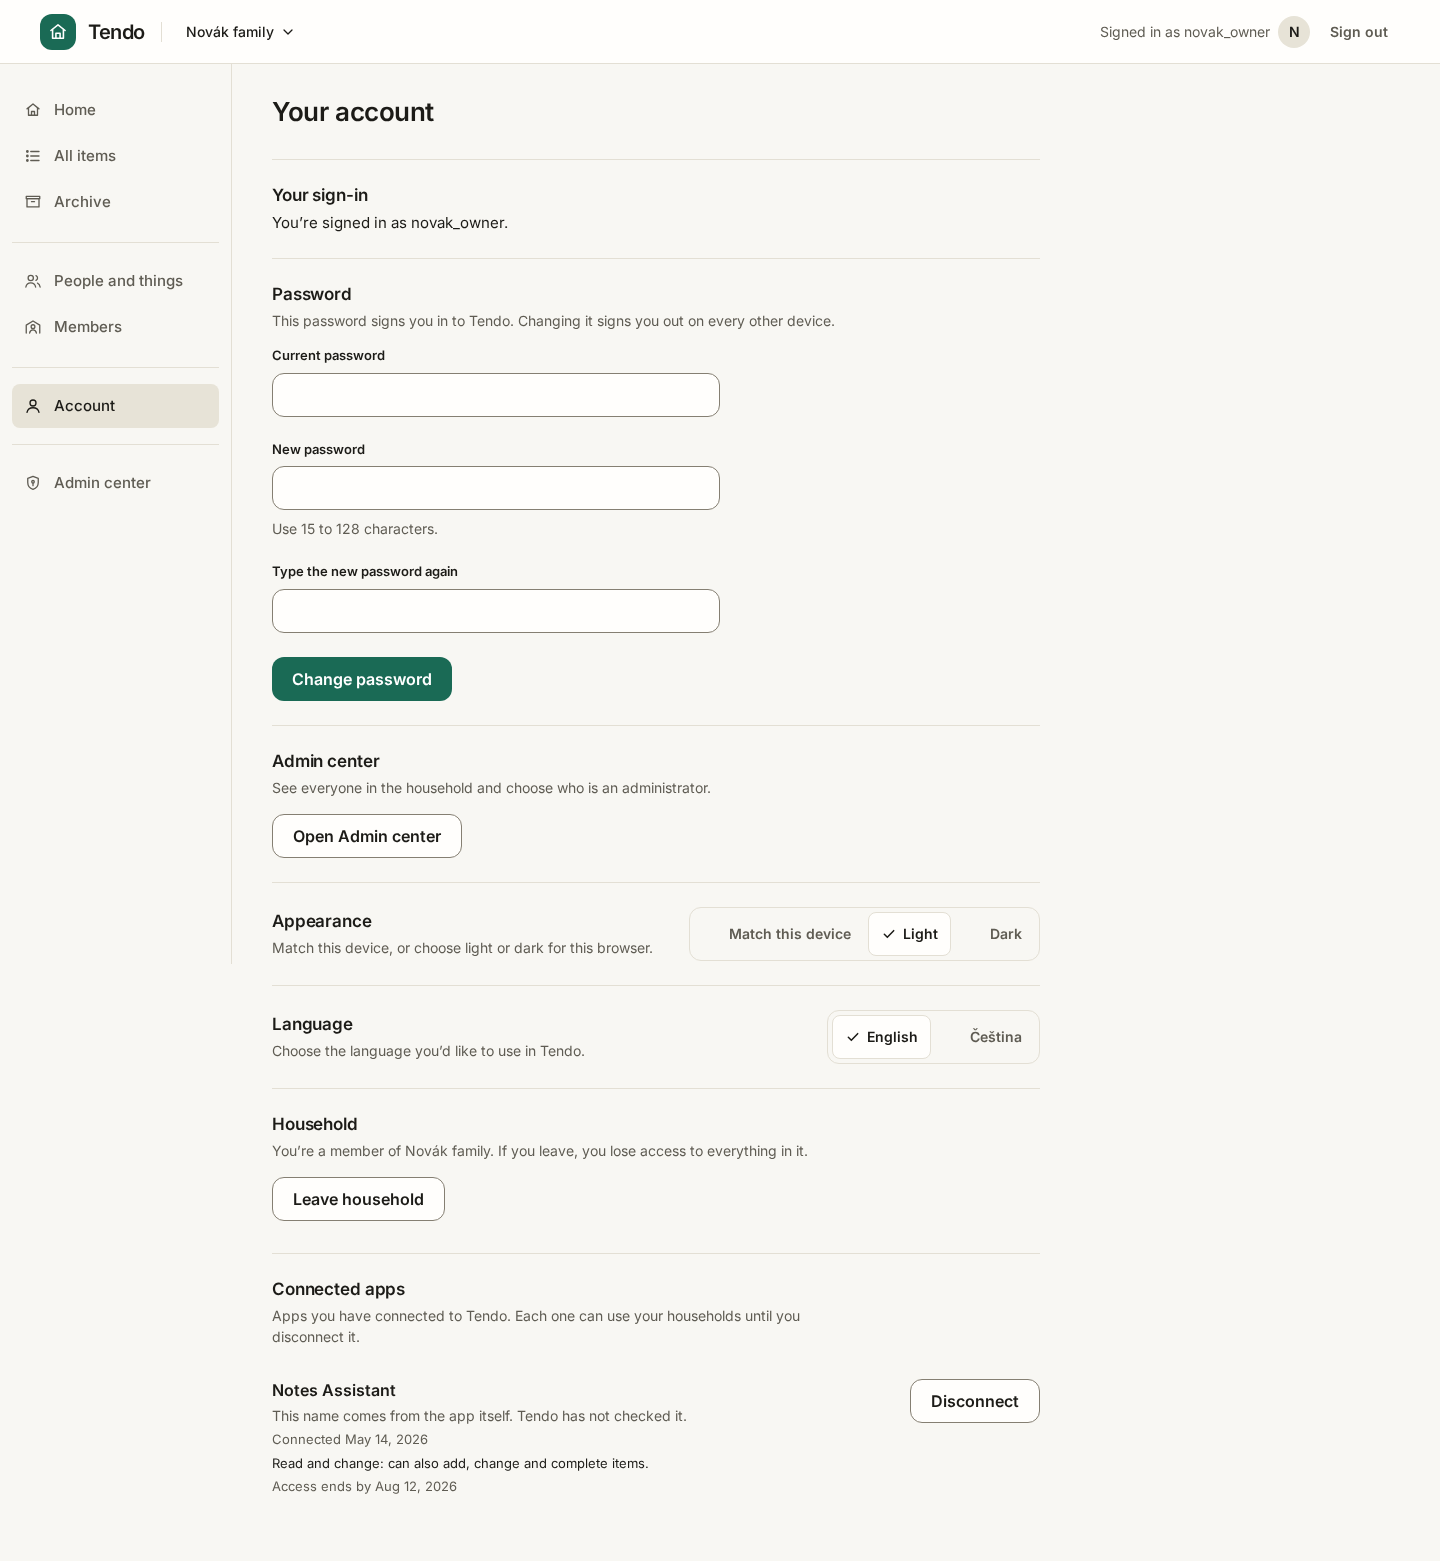 Tendo
Novák family
Signed in as novak_owner
N
Sign out
Home
All items
Archive
People and things
Members
Account
Admin center
Your account
Your sign-in
You’re signed in as novak_owner.
Password
This password signs you in to Tendo. Changing it signs you out on every other device.
Current password
New password
Use 15 to 128 characters.
Type the new password again
Change password
Admin center
See everyone in the household and choose who is an administrator.
Open Admin center
Appearance
Match this device, or choose light or dark for this browser.
Match this device
Light
Dark
Language
Choose the language you’d like to use in Tendo.
English
Čeština
Household
You’re a member of Novák family. If you leave, you lose access to everything in it.
Leave household
Connected apps
Apps you have connected to Tendo. Each one can use your households until you
disconnect it.
Notes Assistant
This name comes from the app itself. Tendo has not checked it.
Connected May 14, 2026
Read and change: can also add, change and complete items.
Access ends by Aug 12, 2026
Disconnect